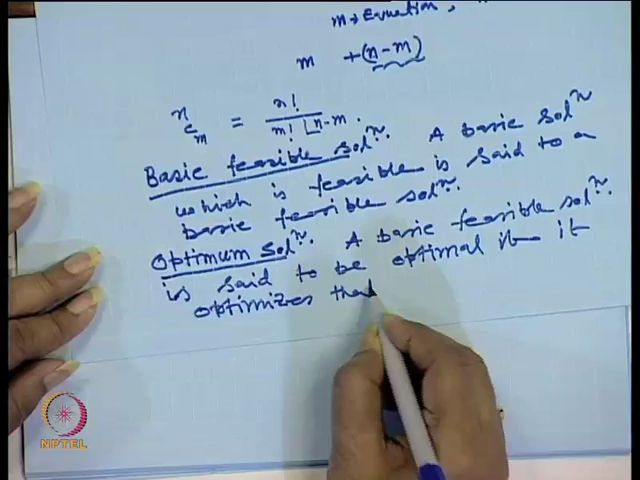 m → Equation,
m + (n-m)
n c m = n! / m! ⌊n-m .
Basic feasible solⁿ. A basic solⁿ
which is feasible is said to a
basic feasible solⁿ.
Optimum solⁿ. A basic feasible solⁿ.
is said to be optimal if it
optimizes the
NPTEL